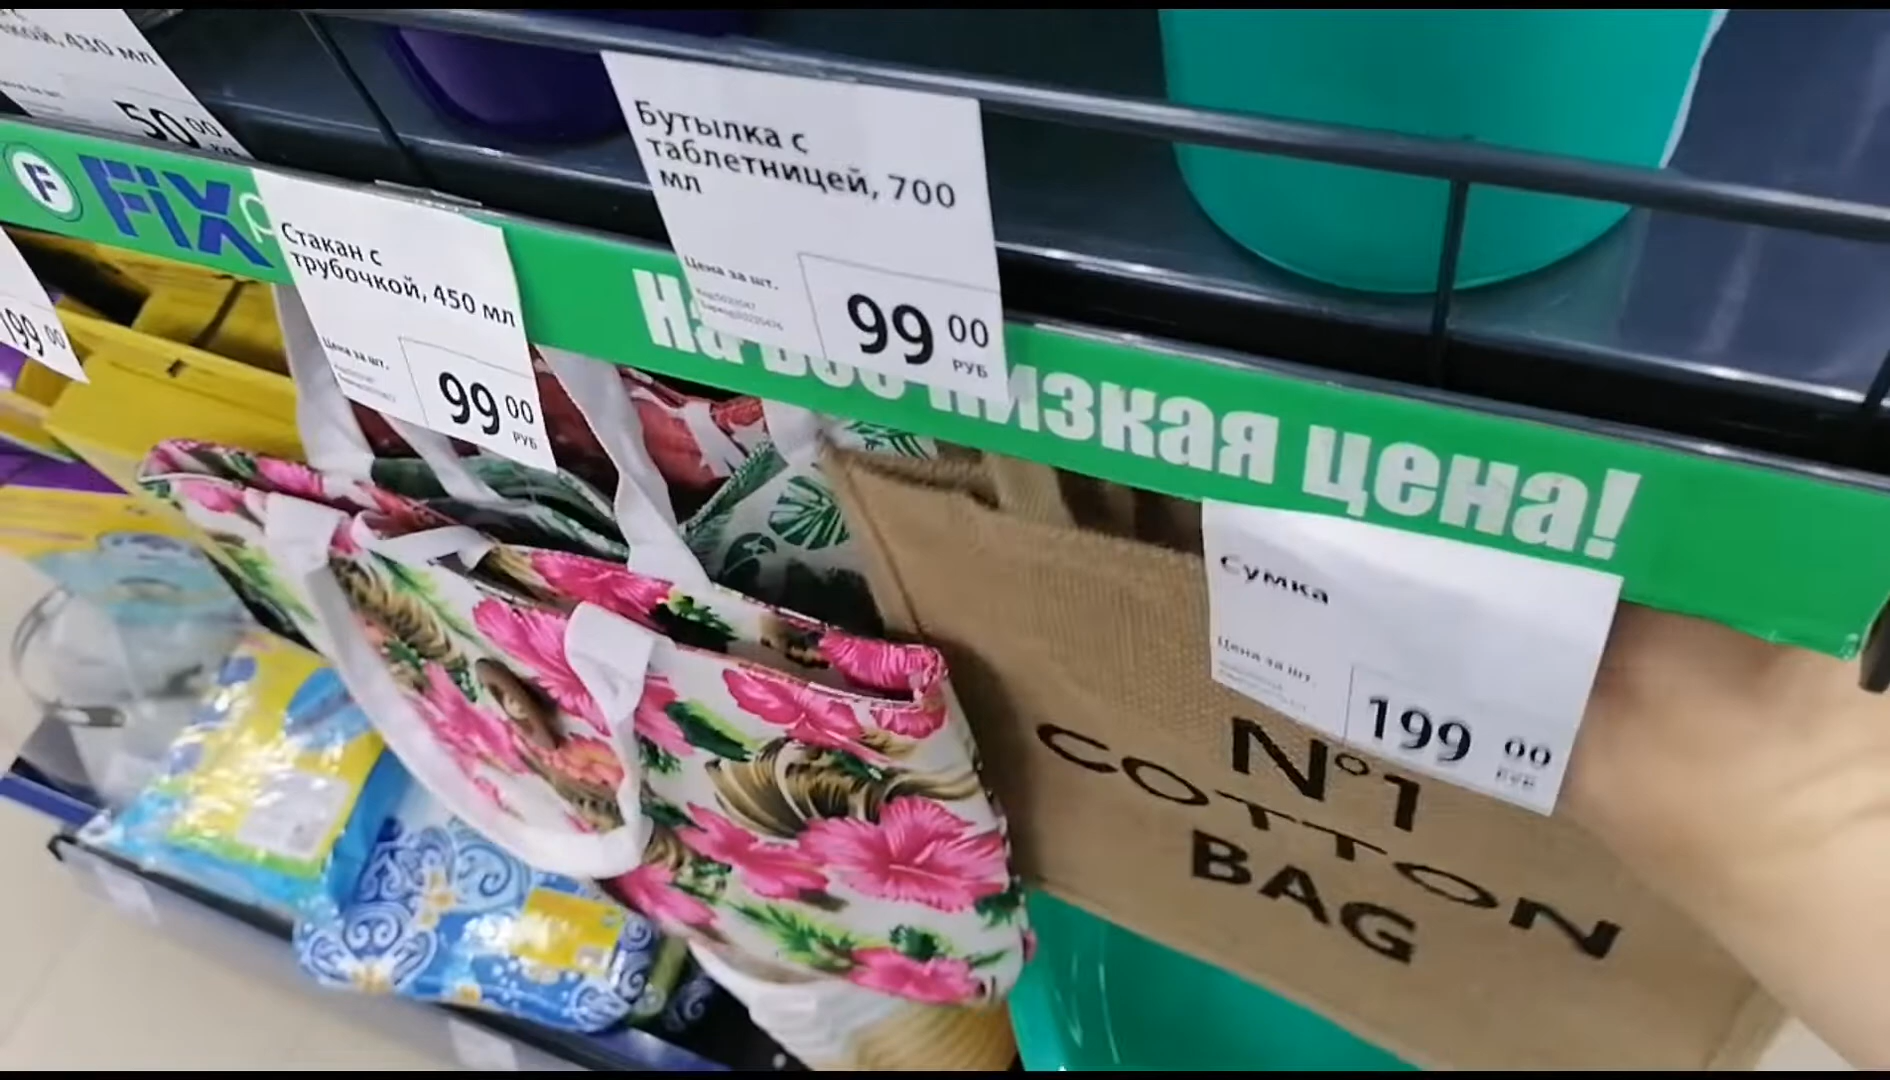 430 мл
50 00
FiX
Бутылка с
таблетницей, 700
мл
Цена за шт.
99 00
РУБ
Стакан с
трубочкой, 450 мл
Цена за шт.
99 00
РУБ
199 00
На все низкая цена!
Сумка
Цена за шт.
199 00
РУБ
N°1
COTTON
BAG